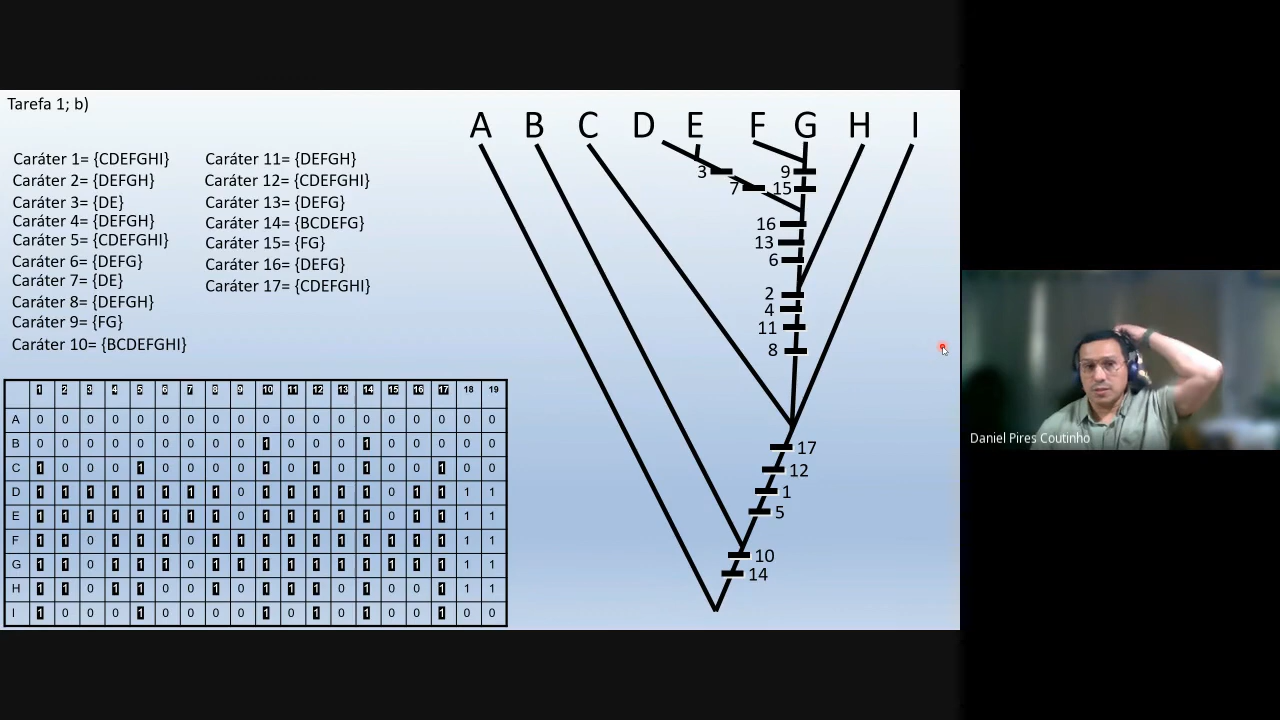 Tarefa 1; b)
Caráter 1= {CDEFGHI}
Caráter 2= {DEFGH}
Caráter 3= {DE}
Caráter 4= {DEFGH}
Caráter 5= {CDEFGHI}
Caráter 6= {DEFG}
Caráter 7= {DE}
Caráter 8= {DEFGH}
Caráter 9= {FG}
Caráter 10= {BCDEFGHI}
Caráter 11= {DEFGH}
Caráter 12= {CDEFGHI}
Caráter 13= {DEFG}
Caráter 14= {BCDEFG}
Caráter 15= {FG}
Caráter 16= {DEFG}
Caráter 17= {CDEFGHI}
1 2 3 4 5 6 7 8 9 10 11 12 13 14 15 16 17 18 19
A 0 0 0 0 0 0 0 0 0 0 0 0 0 0 0 0 0 0 0
B 0 0 0 0 0 0 0 0 0 1 0 0 0 1 0 0 0 0 0
C 1 0 0 0 1 0 0 0 0 1 0 1 0 1 0 0 1 0 0
D 1 1 1 1 1 1 1 1 0 1 1 1 1 1 0 1 1 1 1
E 1 1 1 1 1 1 1 1 0 1 1 1 1 1 0 1 1 1 1
F 1 1 0 1 1 1 0 1 1 1 1 1 1 1 1 1 1 1 1
G 1 1 0 1 1 1 0 1 1 1 1 1 1 1 1 1 1 1 1
H 1 1 0 1 1 0 0 1 0 1 1 1 0 1 0 0 1 1 1
I 1 0 0 0 1 0 0 0 0 1 0 1 0 1 0 0 1 0 0
A B C D E F G H I
3 9
7 15
16
13
6
2
4
11
8
17
12
1
5
10
14
Daniel Pires Coutinho